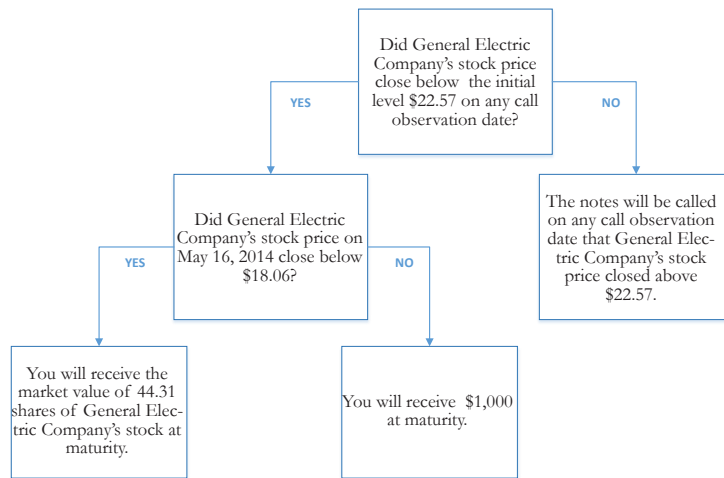 Did General Electric
Company's stock price
close below the initial
level $22.57 on any call
observation date?
YES
NO
Did General Electric
Company's stock price on
May 16, 2014 close below
$18.06?
The notes will be called
on any call observation
date that General Elec-
tric Company's stock
price closed above
$22.57.
YES
NO
You will receive the
market value of 44.31
shares of General Elec-
tric Company's stock at
maturity.
You will receive $1,000
at maturity.